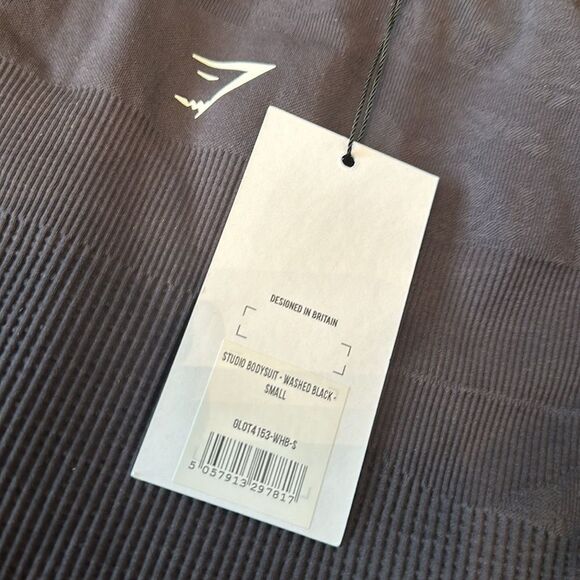 DESIGNED IN BRITAIN
STUDIO BODYSUIT - WASHED BLACK -
SMALL
GLDT4153-WHB-S
5 057913 297817